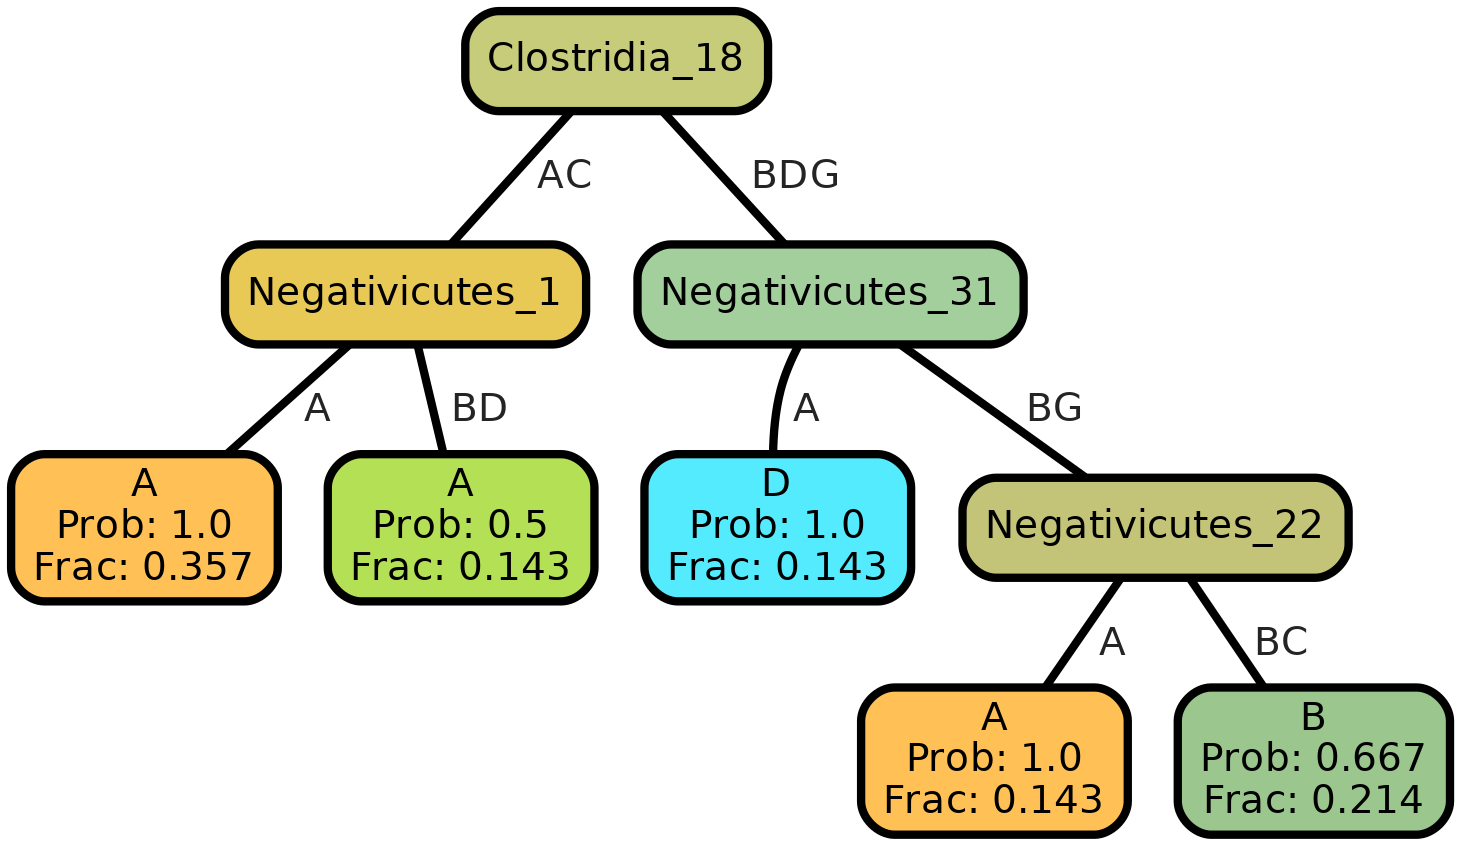 Clostridia_18
AC
BDG
Negativicutes_1
Negativicutes_31
A
BD
A
BG
A
Prob: 1.0
Frac: 0.357
A
Prob: 0.5
Frac: 0.143
D
Prob: 1.0
Frac: 0.143
Negativicutes_22
A
BC
A
Prob: 1.0
Frac: 0.143
B
Prob: 0.667
Frac: 0.214